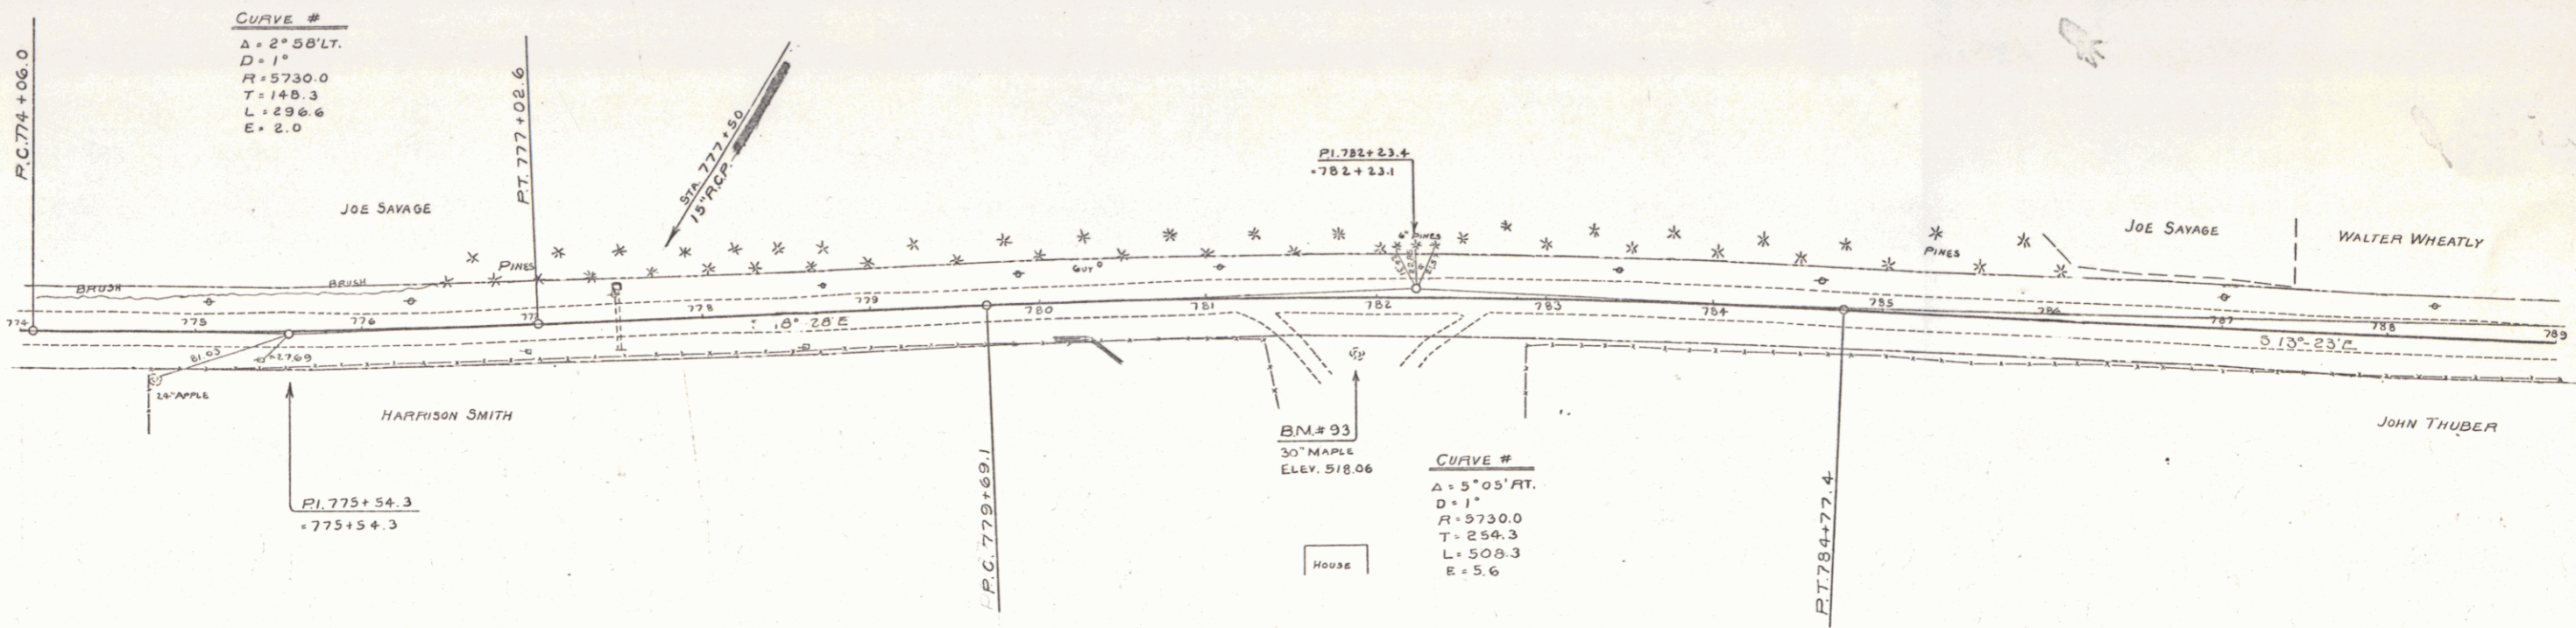 CURVE #
Δ = 2° 58' LT.
D = 1°
R = 5730.0
T = 148.3
L = 296.6
E = 2.0
P.C. 774 + 06.0
P.T. 777 + 02.6
STA. 777 + 50
15" R.C.P.
P.I. 782 + 23.4
= 782 + 23.1
JOE SAVAGE
JOE SAVAGE
WALTER WHEATLY
6" PINES
PINES
PINES
GUY
BRUSH
BRUSH
774
775
776
778
779
780
781
782
783
784
785
786
787
788
789
18° - 28' E
S 13° - 23' E
81.03
27.69
24" APPLE
HARRISON SMITH
JOHN THUBER
B.M. # 93
30" MAPLE
ELEV. 518.06
P.I. 775 + 54.3
= 775 + 54.3
P.C. 779 + 69.1
CURVE #
Δ = 5° 05' RT.
D = 1°
R = 5730.0
T = 254.3
L = 508.3
E = 5.6
P.T. 784 + 77.4
HOUSE